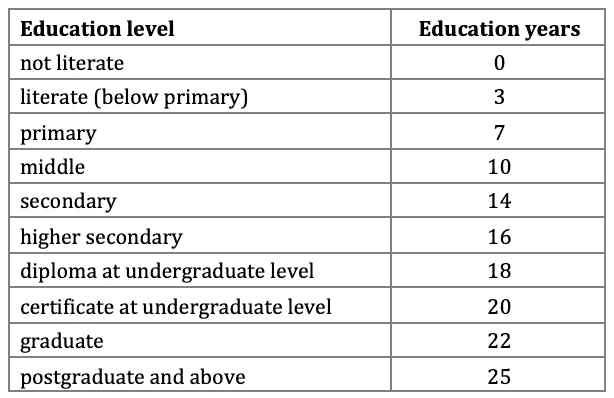 Education level Education years
not literate 0
literate (below primary) 3
primary 7
middle 10
secondary 14
higher secondary 16
diploma at undergraduate level 18
certificate at undergraduate level 20
graduate 22
postgraduate and above 25